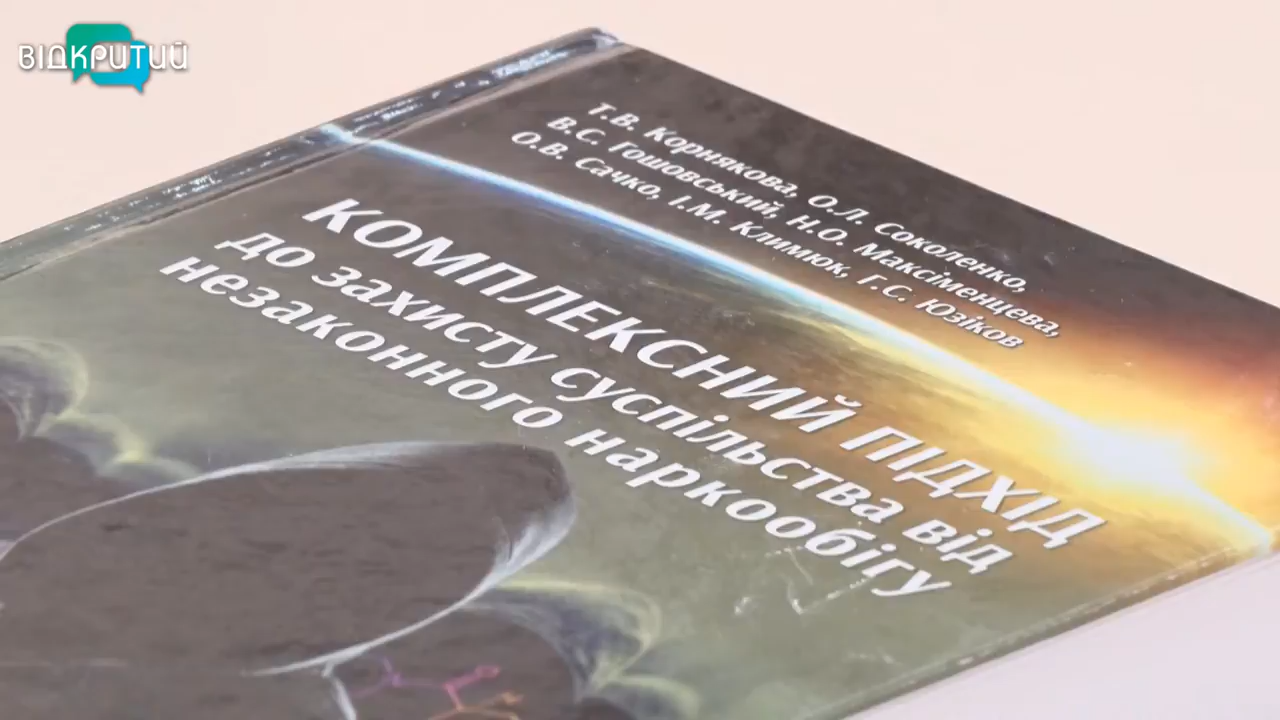 ВІДКРИТИЙ
Т.В. Корнякова, О.Л. Соколенко,
В.С. Гошовський, Н.О. Максіменцева,
О.В. Сачко, І.М. Климюк, Г.С. Юзіков
КОМПЛЕКСНИЙ ПІДХІД
до захисту суспільства від
незаконного наркообігу